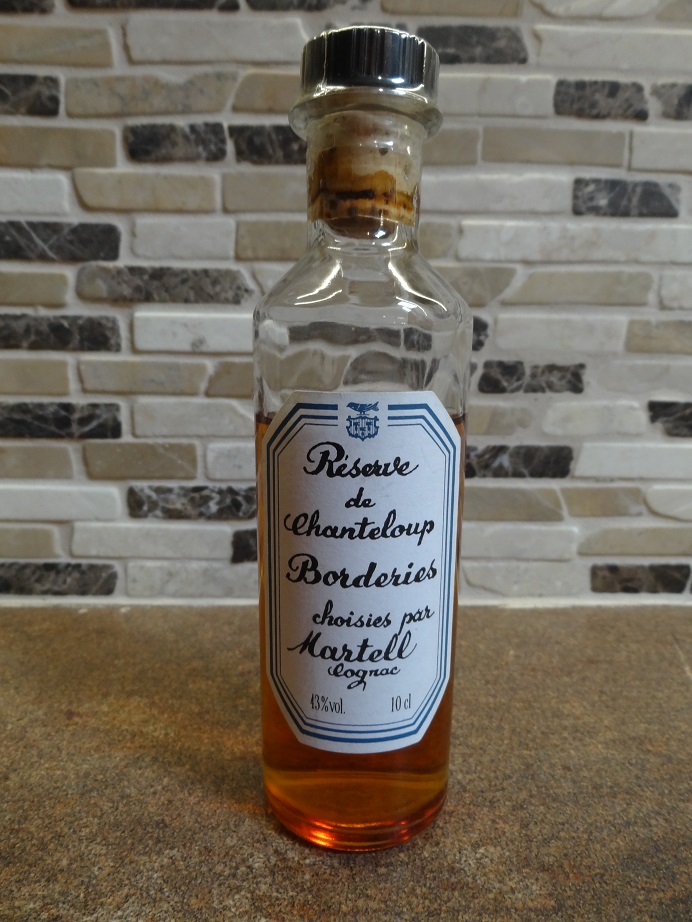 Réserve
de
Chanteloup
Borderies
choisies par
Martell
Cognac
43%vol. 10 cl